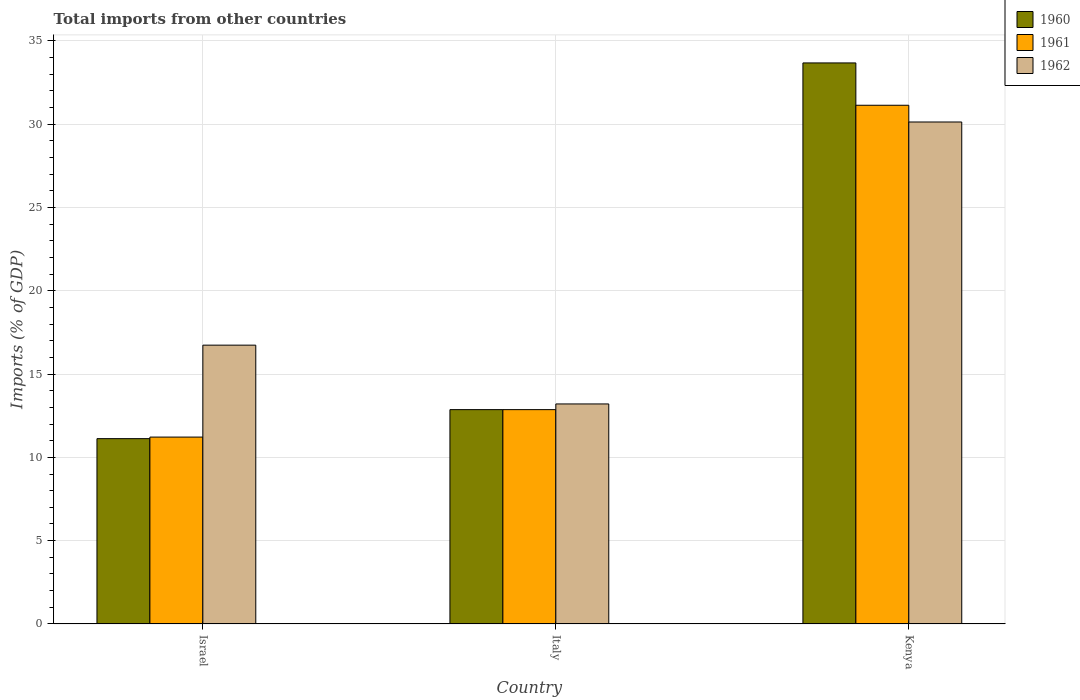 Total imports from other countries
1960
1961
1962
Imports (% of GDP)
35
30
25
20
15
10
5
0
Israel
Italy
Kenya
Country